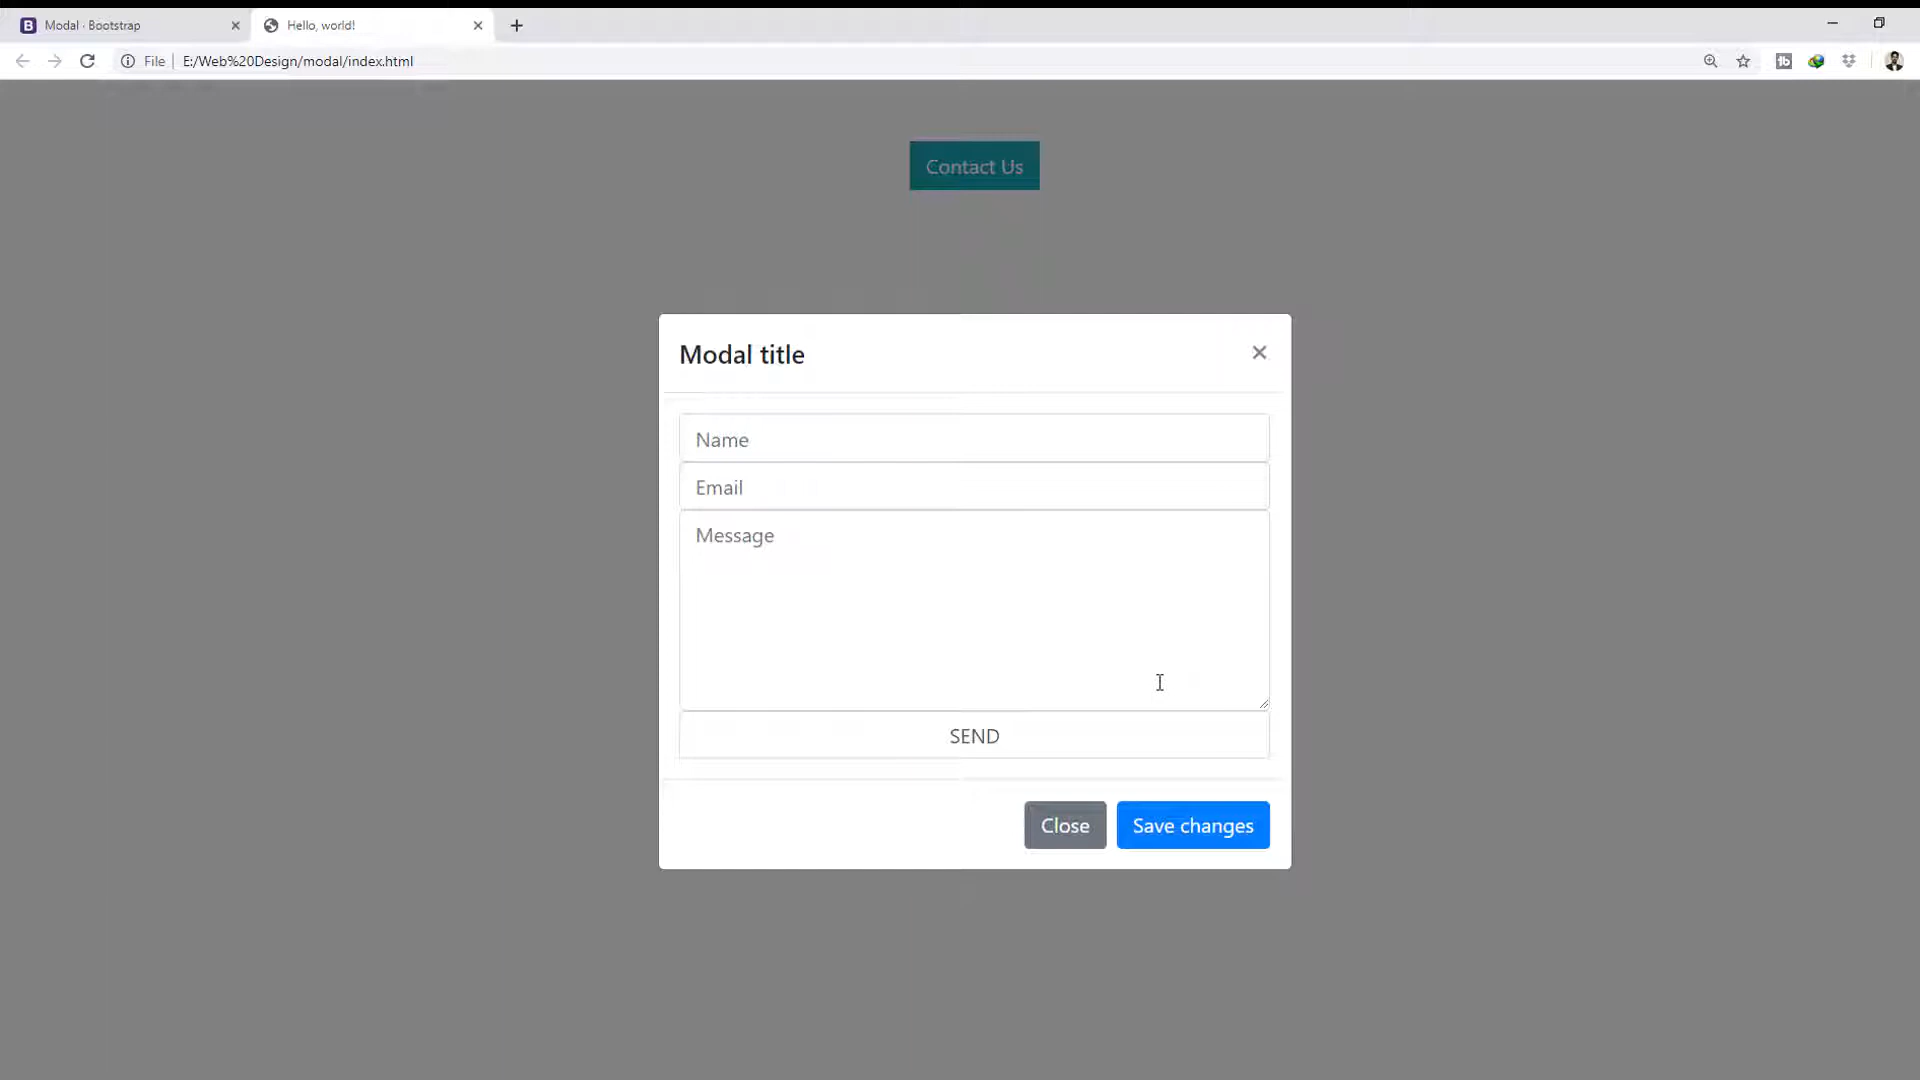 Modal · Bootstrap
Hello, world!
File
E:/Web%20Design/modal/index.html
Contact Us
Modal title
Name
Email
Message
SEND
Close
Save changes